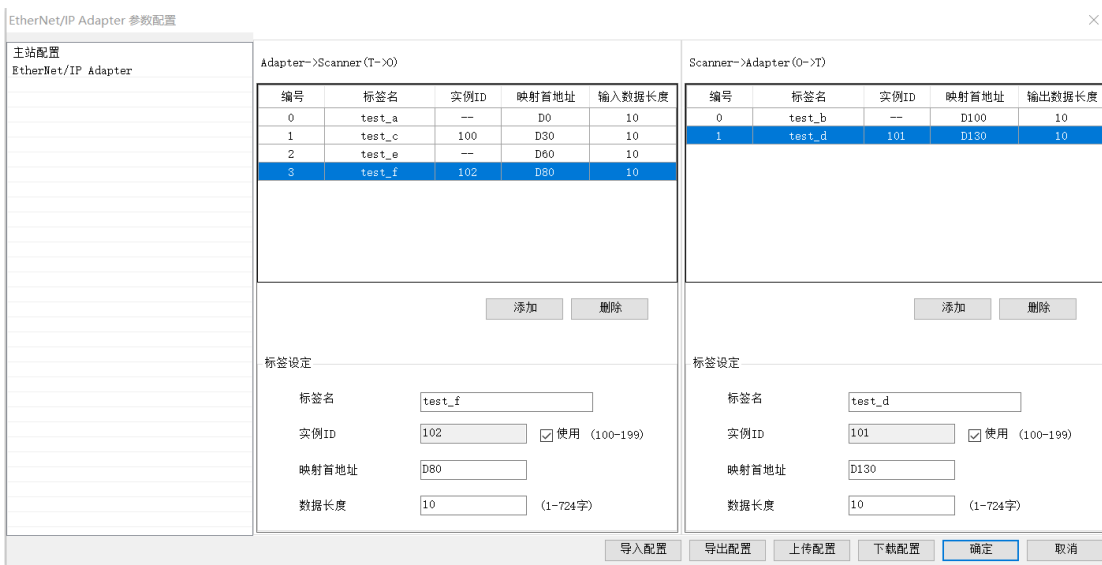 EtherNet/IP Adapter 参数配置
主站配置
EtherNet/IP Adapter
Adapter->Scanner(T->O)
编号 标签名 实例ID 映射首地址 输入数据长度
0 test_a -- D0 10
1 test_c 100 D30 10
2 test_e -- D60 10
3 test_f 102 D80 10
添加 删除
标签设定
标签名 test_f
实例ID 102 使用 (100-199)
映射首地址 D80
数据长度 10 (1-724字)
Scanner->Adapter(O->T)
编号 标签名 实例ID 映射首地址 输出数据长度
0 test_b -- D100 10
1 test_d 101 D130 10
添加 删除
标签设定
标签名 test_d
实例ID 101 使用 (100-199)
映射首地址 D130
数据长度 10 (1-724字)
导入配置 导出配置 上传配置 下载配置 确定 取消